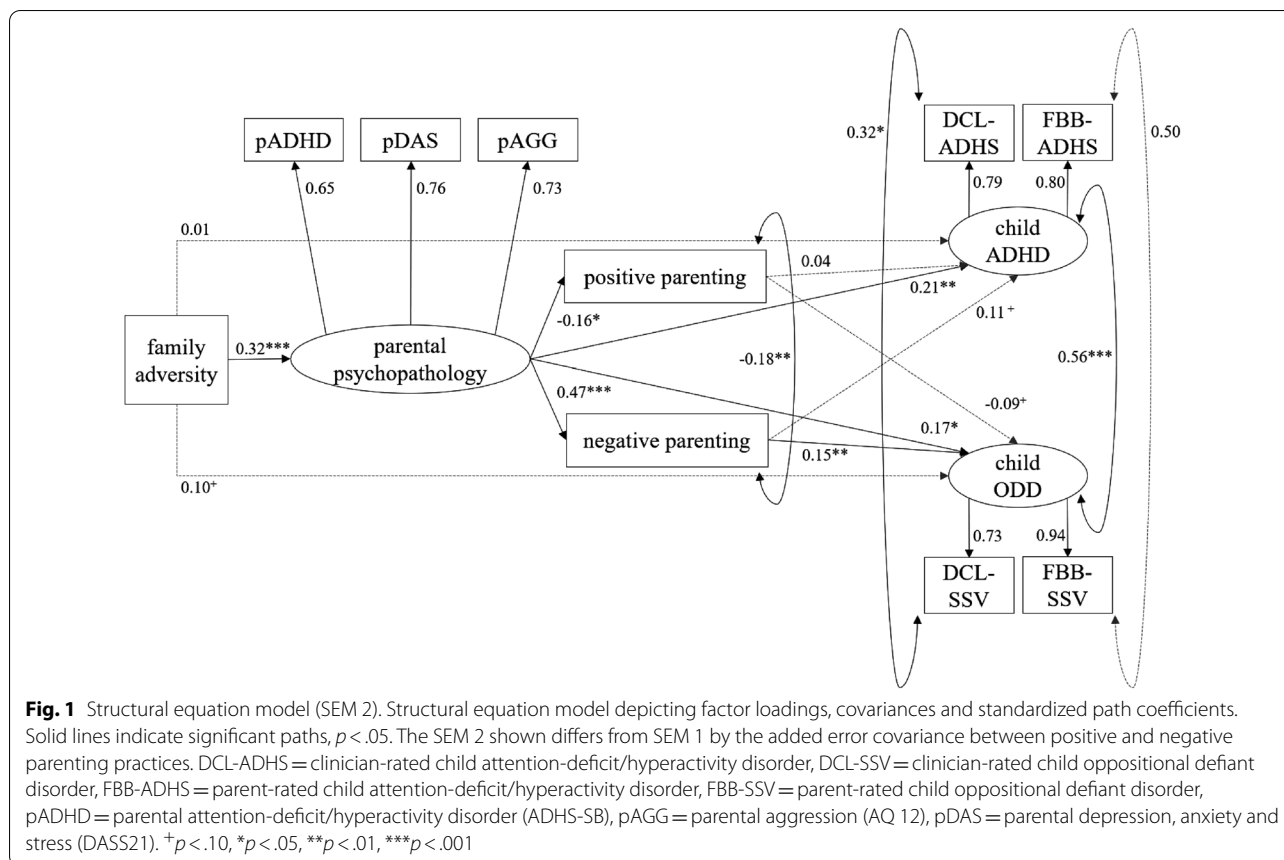 DCL-
ADHS
FBB-
ADHS
0.32*
0.50
pADHD
pDAS
pAGG
0.65
0.76
0.73
0.79
0.80
0.01
child
ADHD
positive parenting
0.04
0.21**
-0.16*
0.11+
family
adversity
0.32***
parental
psychopathology
-0.18**
0.56***
0.47***
-0.09+
0.17*
negative parenting
0.15**
0.10+
child
ODD
0.73
0.94
DCL-
SSV
FBB-
SSV
Fig. 1 Structural equation model (SEM 2). Structural equation model depicting factor loadings, covariances and standardized path coefficients.
Solid lines indicate significant paths, p < .05. The SEM 2 shown differs from SEM 1 by the added error covariance between positive and negative
parenting practices. DCL-ADHS = clinician-rated child attention-deficit/hyperactivity disorder, DCL-SSV = clinician-rated child oppositional defiant
disorder, FBB-ADHS = parent-rated child attention-deficit/hyperactivity disorder, FBB-SSV = parent-rated child oppositional defiant disorder,
pADHD = parental attention-deficit/hyperactivity disorder (ADHS-SB), pAGG = parental aggression (AQ 12), pDAS = parental depression, anxiety and
stress (DASS21). +p < .10, *p < .05, **p < .01, ***p < .001